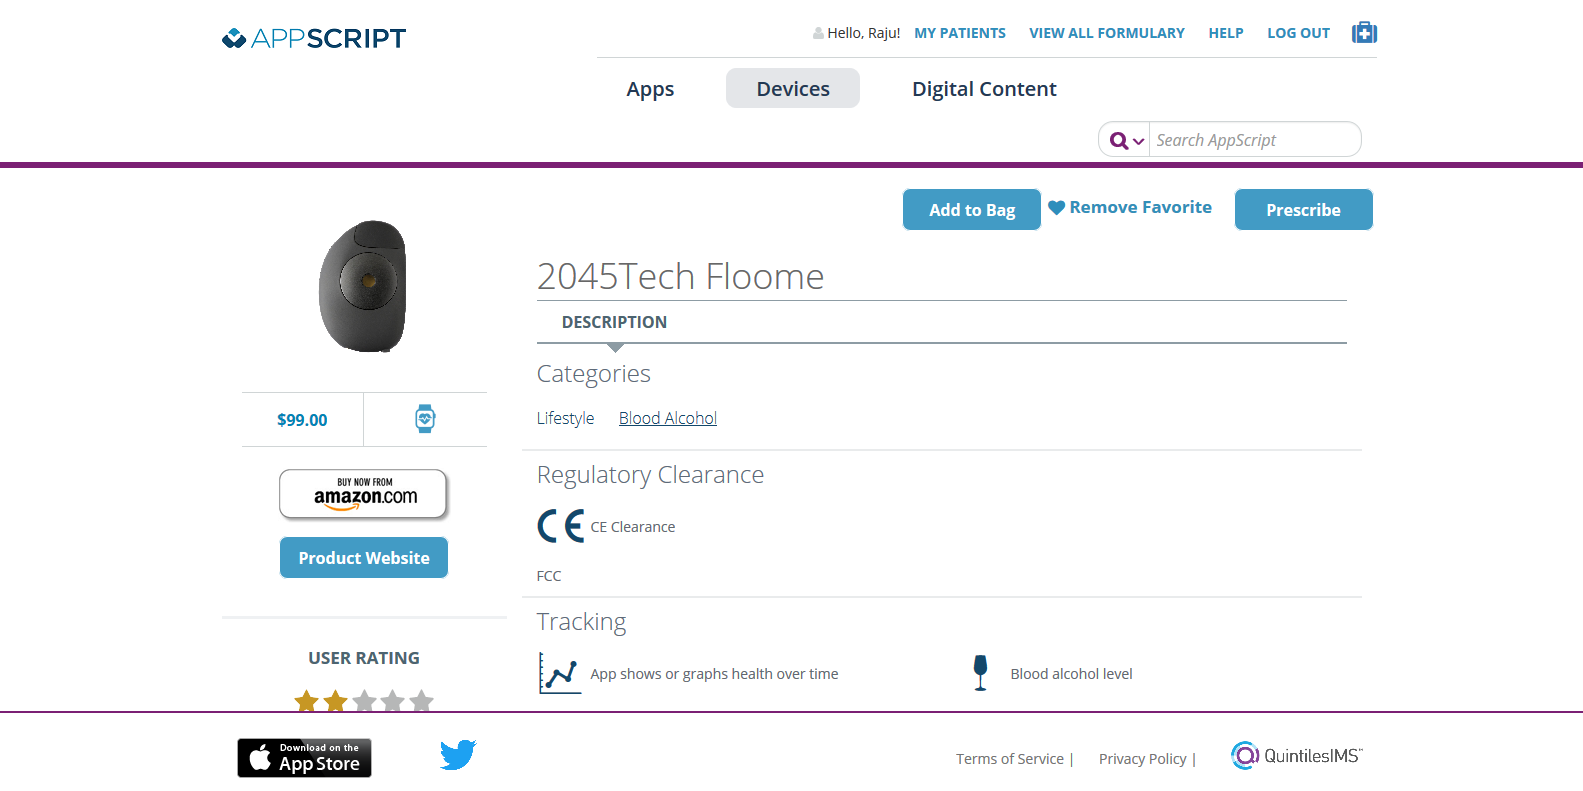 APPSCRIPT
Hello, Raju! MY PATIENTS VIEW ALL FORMULARY HELP LOG OUT
Apps Devices Digital Content
Search AppScript
Add to Bag Remove Favorite Prescribe
2045Tech Floome
DESCRIPTION
Categories
Lifestyle Blood Alcohol
$99.00
BUY NOW FROM
amazon.com
Product Website
Regulatory Clearance
CE CE Clearance
FCC
Tracking
App shows or graphs health over time Blood alcohol level
USER RATING
Download on the
App Store
Terms of Service | Privacy Policy | QuintilesIMS™